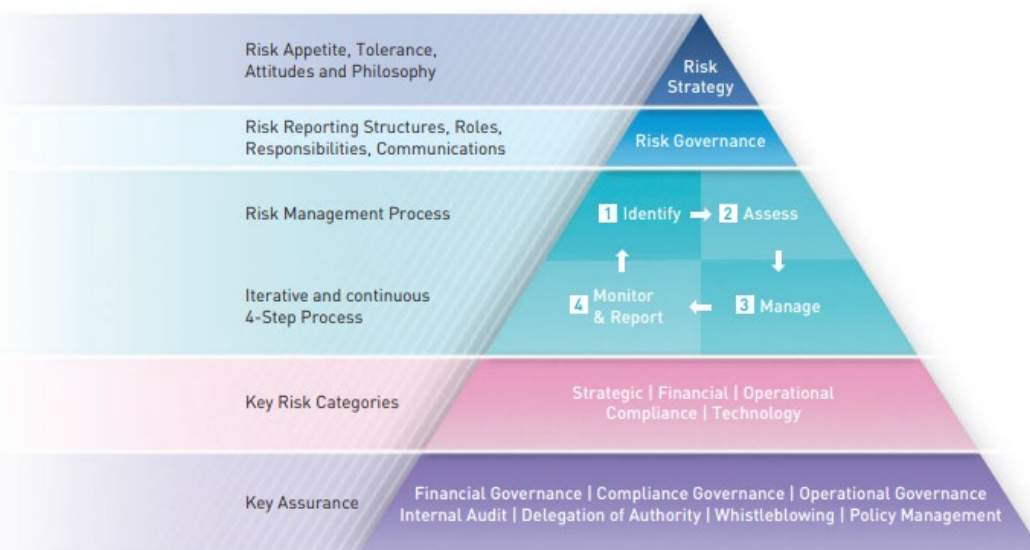 Risk Appetite, Tolerance,
Attitudes and Philosophy
Risk
Strategy
Risk Reporting Structures, Roles,
Responsibilities, Communications
Risk Governance
Risk Management Process
1 Identify
2 Assess
Iterative and continuous
4-Step Process
4 Monitor
& Report
3 Manage
Key Risk Categories
Strategic | Financial | Operational
Compliance | Technology
Key Assurance
Financial Governance | Compliance Governance | Operational Governance
Internal Audit | Delegation of Authority | Whistleblowing | Policy Management